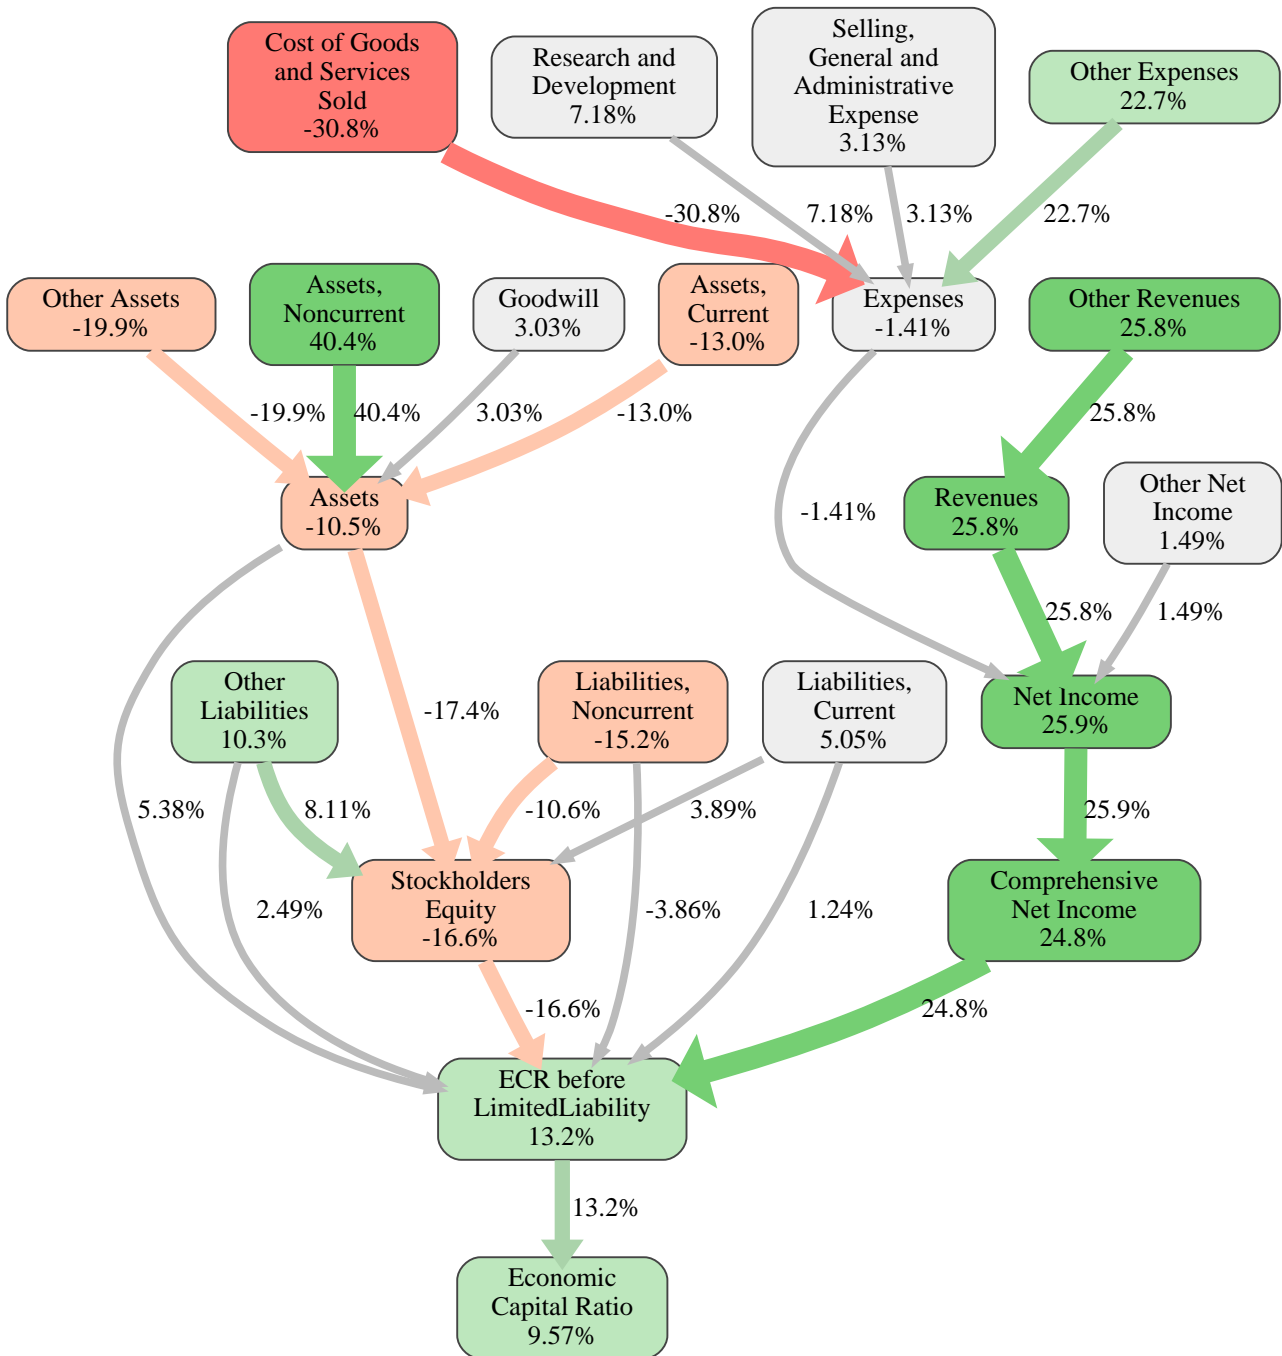 Cost of Goods
and Services
Sold
-30.8%
Research and
Development
7.18%
Selling,
General and
Administrative
Expense
3.13%
Other Expenses
22.7%
-30.8%
7.18%
3.13%
22.7%
Other Assets
-19.9%
Assets,
Noncurrent
40.4%
Goodwill
3.03%
Assets,
Current
-13.0%
Expenses
-1.41%
Other Revenues
25.8%
-19.9%
40.4%
3.03%
-13.0%
25.8%
Assets
-10.5%
-1.41%
Revenues
25.8%
Other Net
Income
1.49%
25.8%
1.49%
Other
Liabilities
10.3%
-17.4%
Liabilities,
Noncurrent
-15.2%
Liabilities,
Current
5.05%
Net Income
25.9%
5.38%
8.11%
-10.6%
3.89%
25.9%
2.49%
Stockholders
Equity
-16.6%
-3.86%
1.24%
Comprehensive
Net Income
24.8%
-16.6%
24.8%
ECR before
LimitedLiability
13.2%
13.2%
Economic
Capital Ratio
9.57%